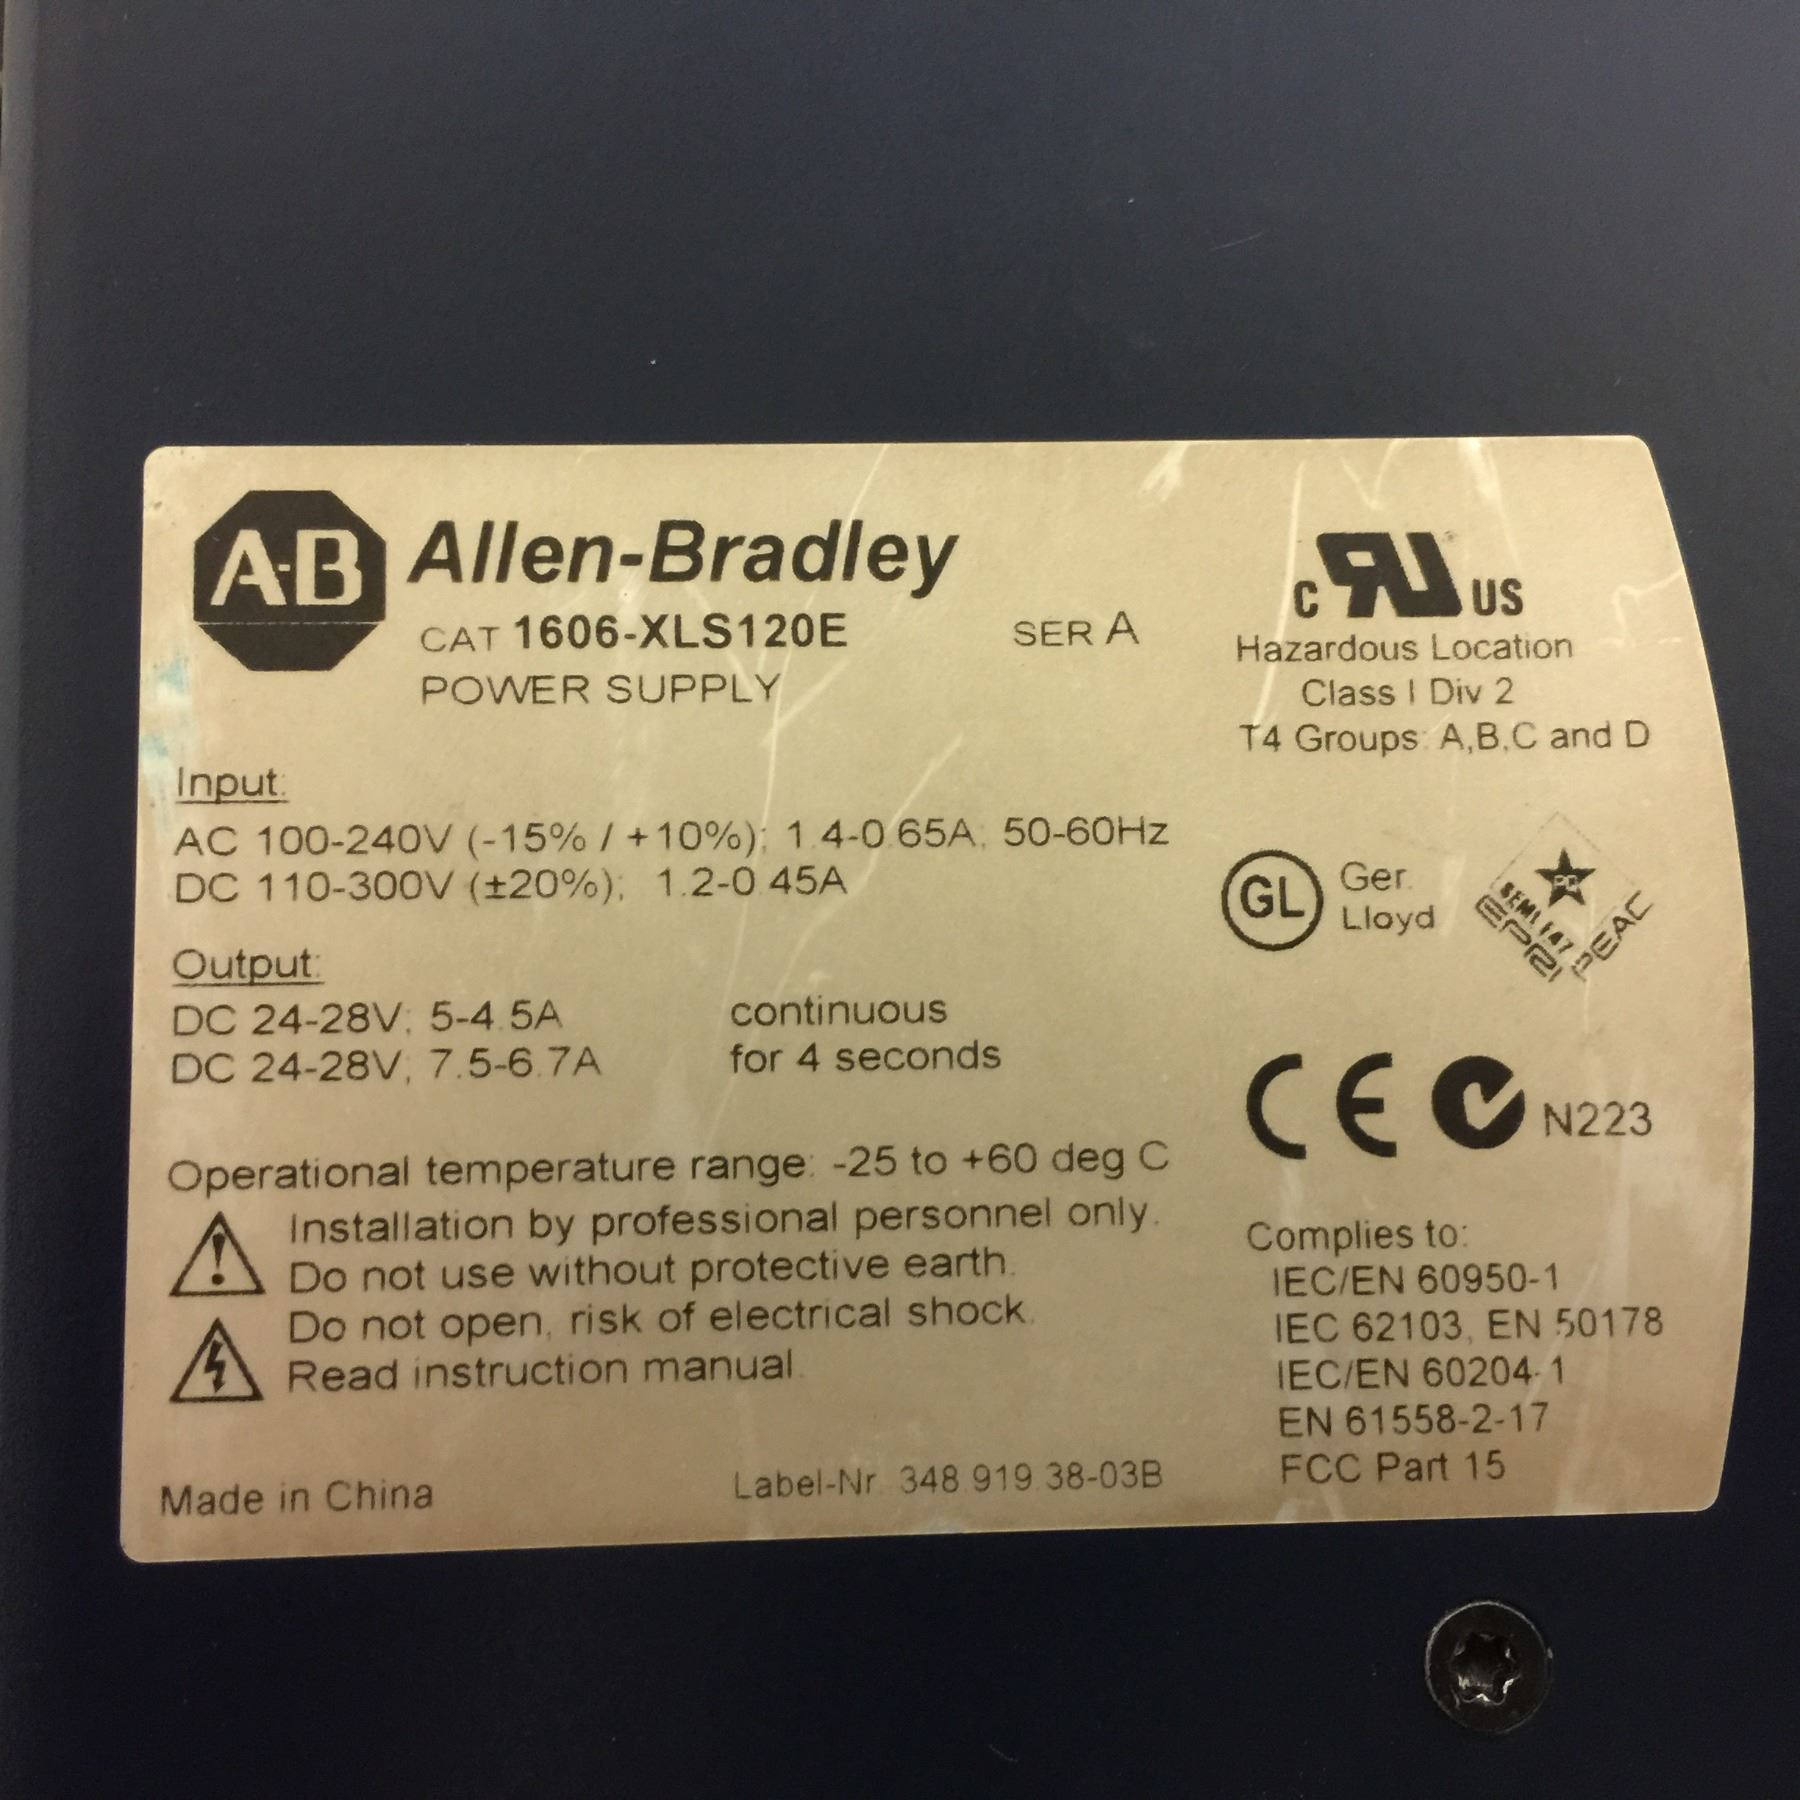 A-B Allen-Bradley
CAT 1606-XLS120E SER A
POWER SUPPLY
Input:
AC 100-240V (-15% / +10%); 1.4-0.65A; 50-60Hz
DC 110-300V (±20%); 1.2-0.45A
Output:
DC 24-28V; 5-4.5A continuous
DC 24-28V; 7.5-6.7A for 4 seconds
Operational temperature range: -25 to +60 deg C
Installation by professional personnel only.
Do not use without protective earth.
Do not open, risk of electrical shock.
Read instruction manual.
Made in China
Label-Nr. 348.919.38-03B
C RU US
Hazardous Location
Class I Div 2
T4 Groups: A,B,C and D
GL Ger.
Lloyd
SEMI F47
EPRI PEAC
CE N223
Complies to:
IEC/EN 60950-1
IEC 62103, EN 50178
IEC/EN 60204-1
EN 61558-2-17
FCC Part 15